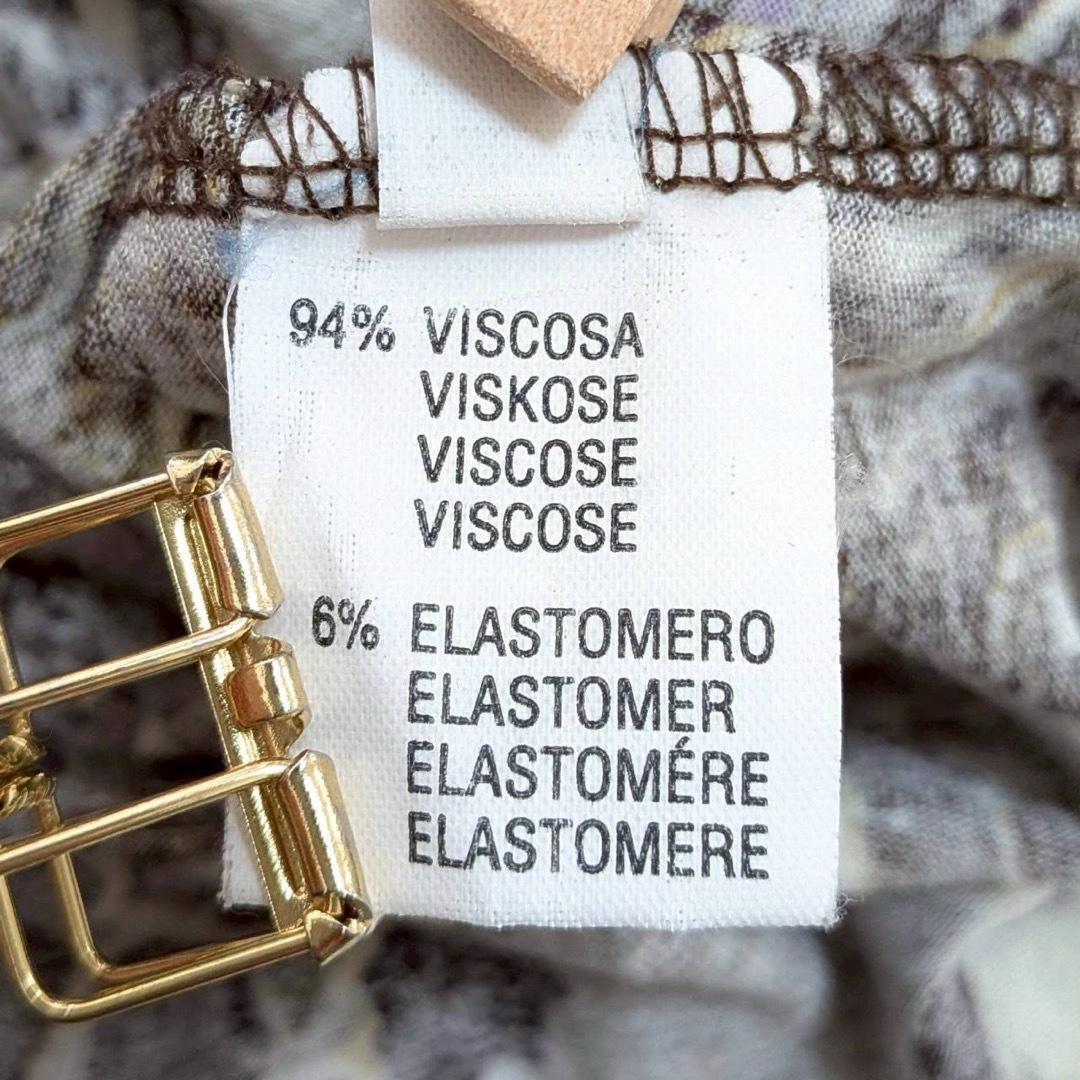 94% VISCOSA
VISKOSE
VISCOSE
VISCOSE
6% ELASTOMERO
ELASTOMER
ELASTOMÉRE
ELASTOMERE